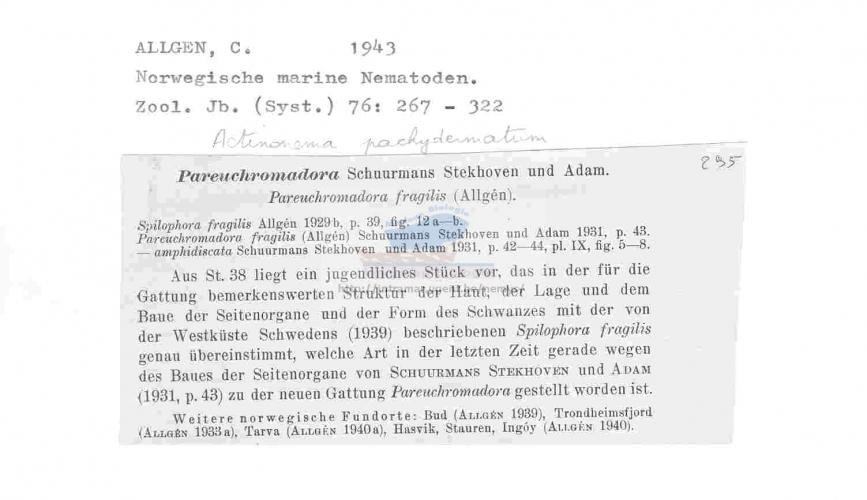 ALLGEN, C. 1943
Norwegische marine Nematoden.
Zool. Jb. (Syst.) 76: 267 - 322
Actinonema pachydermatum
295
Pareuchromadora Schuurmans Stekhoven und Adam.
Pareuchromadora fragilis (Allgén).
Spilophora fragilis Allgén 1929b, p. 39, fig. 12a—b.
Pareuchromadora fragilis (Allgén) Schuurmans Stekhoven und Adam 1931, p. 43.
— amphidiscata Schuurmans Stekhoven und Adam 1931, p. 42—44, pl. IX, fig. 5—8.
Aus St. 38 liegt ein jugendliches Stück vor, das in der für die
Gattung bemerkenswerten Struktur der Haut, der Lage und dem
Baue der Seitenorgane und der Form des Schwanzes mit der von
der Westküste Schwedens (1939) beschriebenen Spilophora fragilis
genau übereinstimmt, welche Art in der letzten Zeit gerade wegen
des Baues der Seitenorgane von SCHUURMANS STEKHOVEN und ADAM
(1931, p. 43) zu der neuen Gattung Pareuchromadora gestellt worden ist.
Weitere norwegische Fundorte: Bud (ALLGÉN 1939), Trondheimsfjord
(ALLGÉN 1933a), Tarva (ALLGÉN 1940a), Hasvik, Stauren, Ingöy (ALLGÉN 1940).